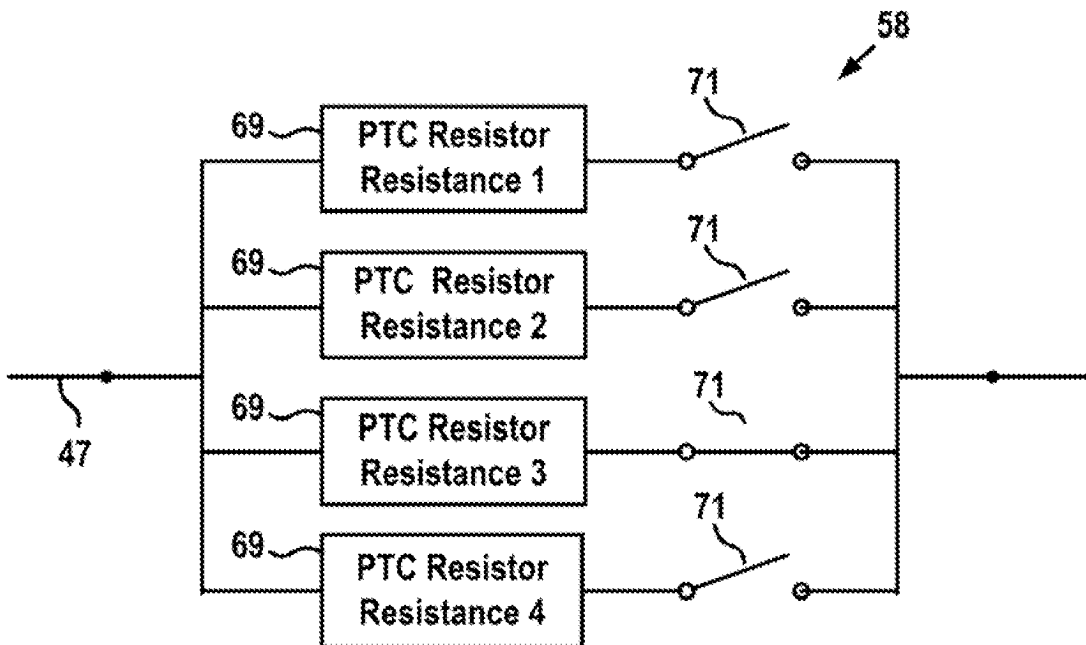 58
71
69
PTC Resistor
Resistance 1
71
69
PTC Resistor
Resistance 2
71
69
PTC Resistor
Resistance 3
47
71
69
PTC Resistor
Resistance 4